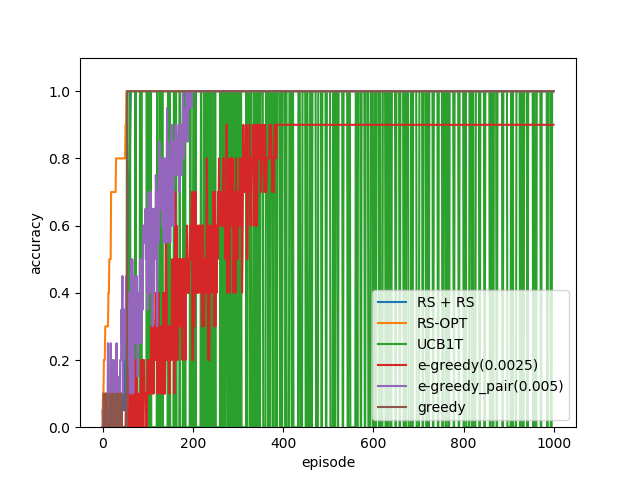 1.0
0.8
0.6
0.4
0.2
0.0
accuracy
RS + RS
RS-OPT
UCB1T
e-greedy(0.0025)
e-greedy_pair(0.005)
greedy
0 200 400 600 800 1000
episode